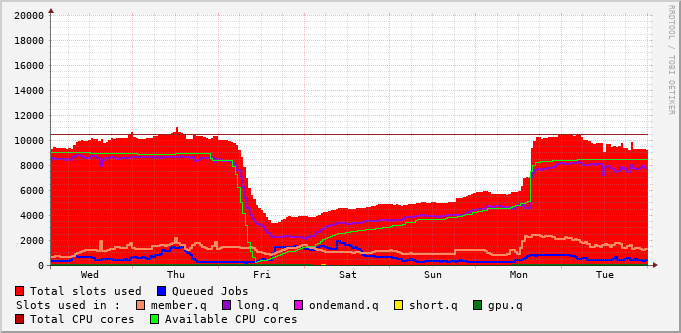 RRDTOOL / TOBI OETIKER
20000
18000
16000
14000
12000
10000
8000
6000
4000
2000
0
Wed Thu Fri Sat Sun Mon Tue
Total slots used Queued Jobs
Slots used in : member.q long.q ondemand.q short.q gpu.q
Total CPU cores Available CPU cores